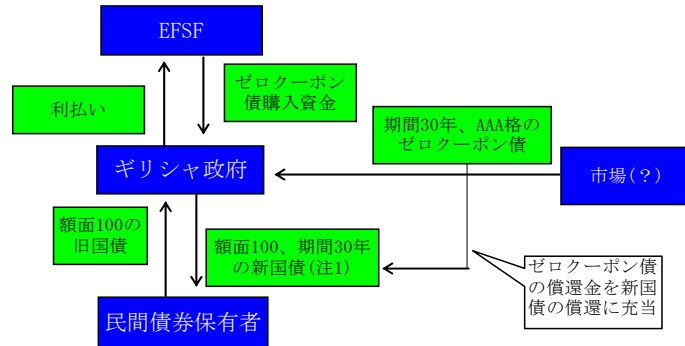 EFSF
利払い
ゼロクーポン
債購入資金
期間30年、AAA格の
ゼロクーポン債
ギリシャ政府
市場(？)
額面100の
旧国債
額面100、期間30年
の新国債(注1)
ゼロクーポン債
の償還金を新国
債の償還に充当
民間債券保有者